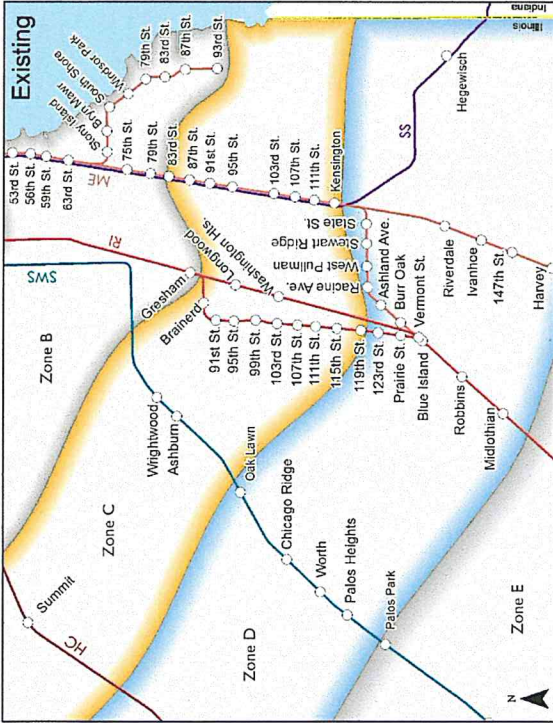 Existing
Indiana
Illinois
53rd St.
56th St.
59th St.
63rd St.
ME
Stony Island
Bryn Mawr
South Shore
Windsor Park
79th St.
83rd St.
87th St.
93rd St.
75th St.
79th St.
83rd St.
87th St.
91st St.
95th St.
103rd St.
107th St.
111th St.
Kensington
SS
Hegewisch
State St.
Stewart Ridge
West Pullman
Racine Ave.
Ashland Ave.
Burr Oak
Vermont St.
Riverdale
Ivanhoe
147th St.
Harvey
RI
SWS
Gresham
Longwood
Washington Hts.
Brainerd
91st St.
95th St.
99th St.
103rd St.
107th St.
111th St.
115th St.
119th St.
123rd St.
Prairie St.
Blue Island
Robbins
Midlothian
Zone B
Wrightwood
Ashburn
Oak Lawn
Chicago Ridge
Worth
Palos Heights
Palos Park
Zone C
Zone D
Zone E
Summit
HC
N